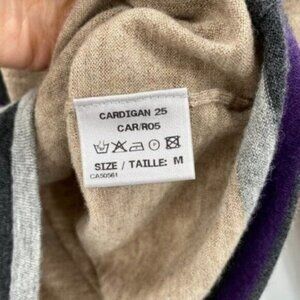 CARDIGAN 25
CAR/R05
SIZE / TAILLE: M
CA50561